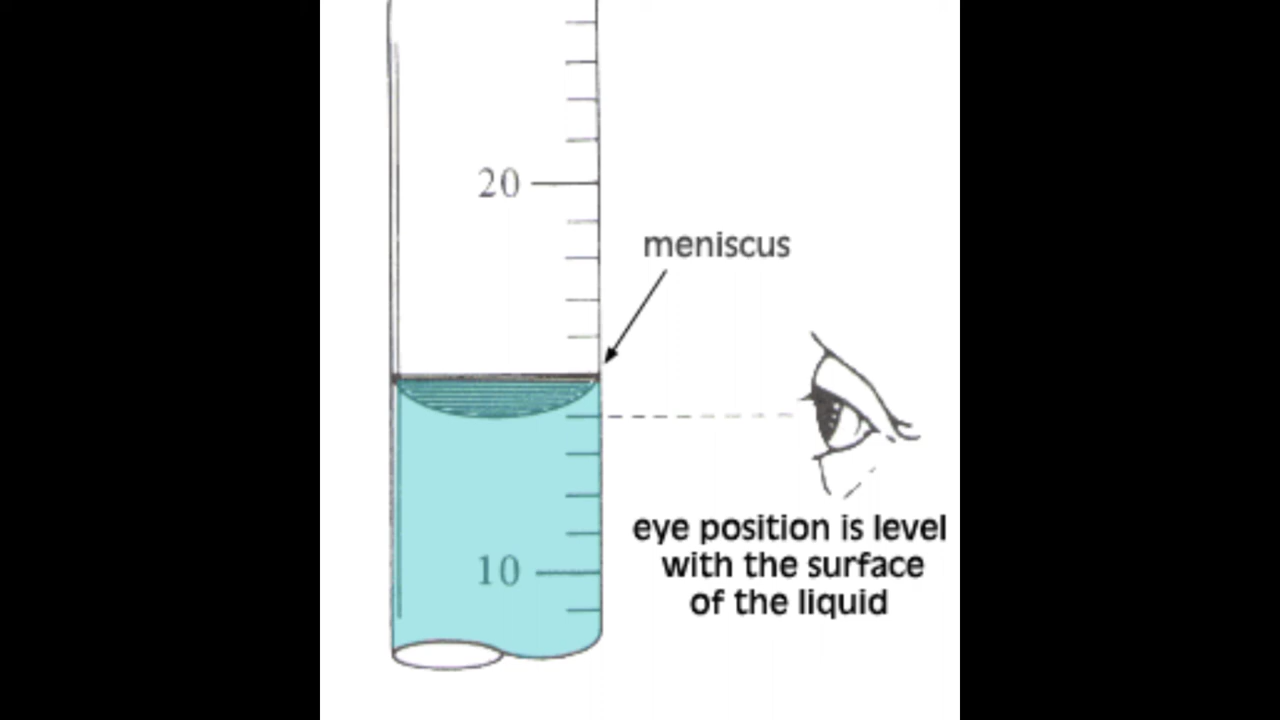 20
meniscus
eye position is level
with the surface
of the liquid
10